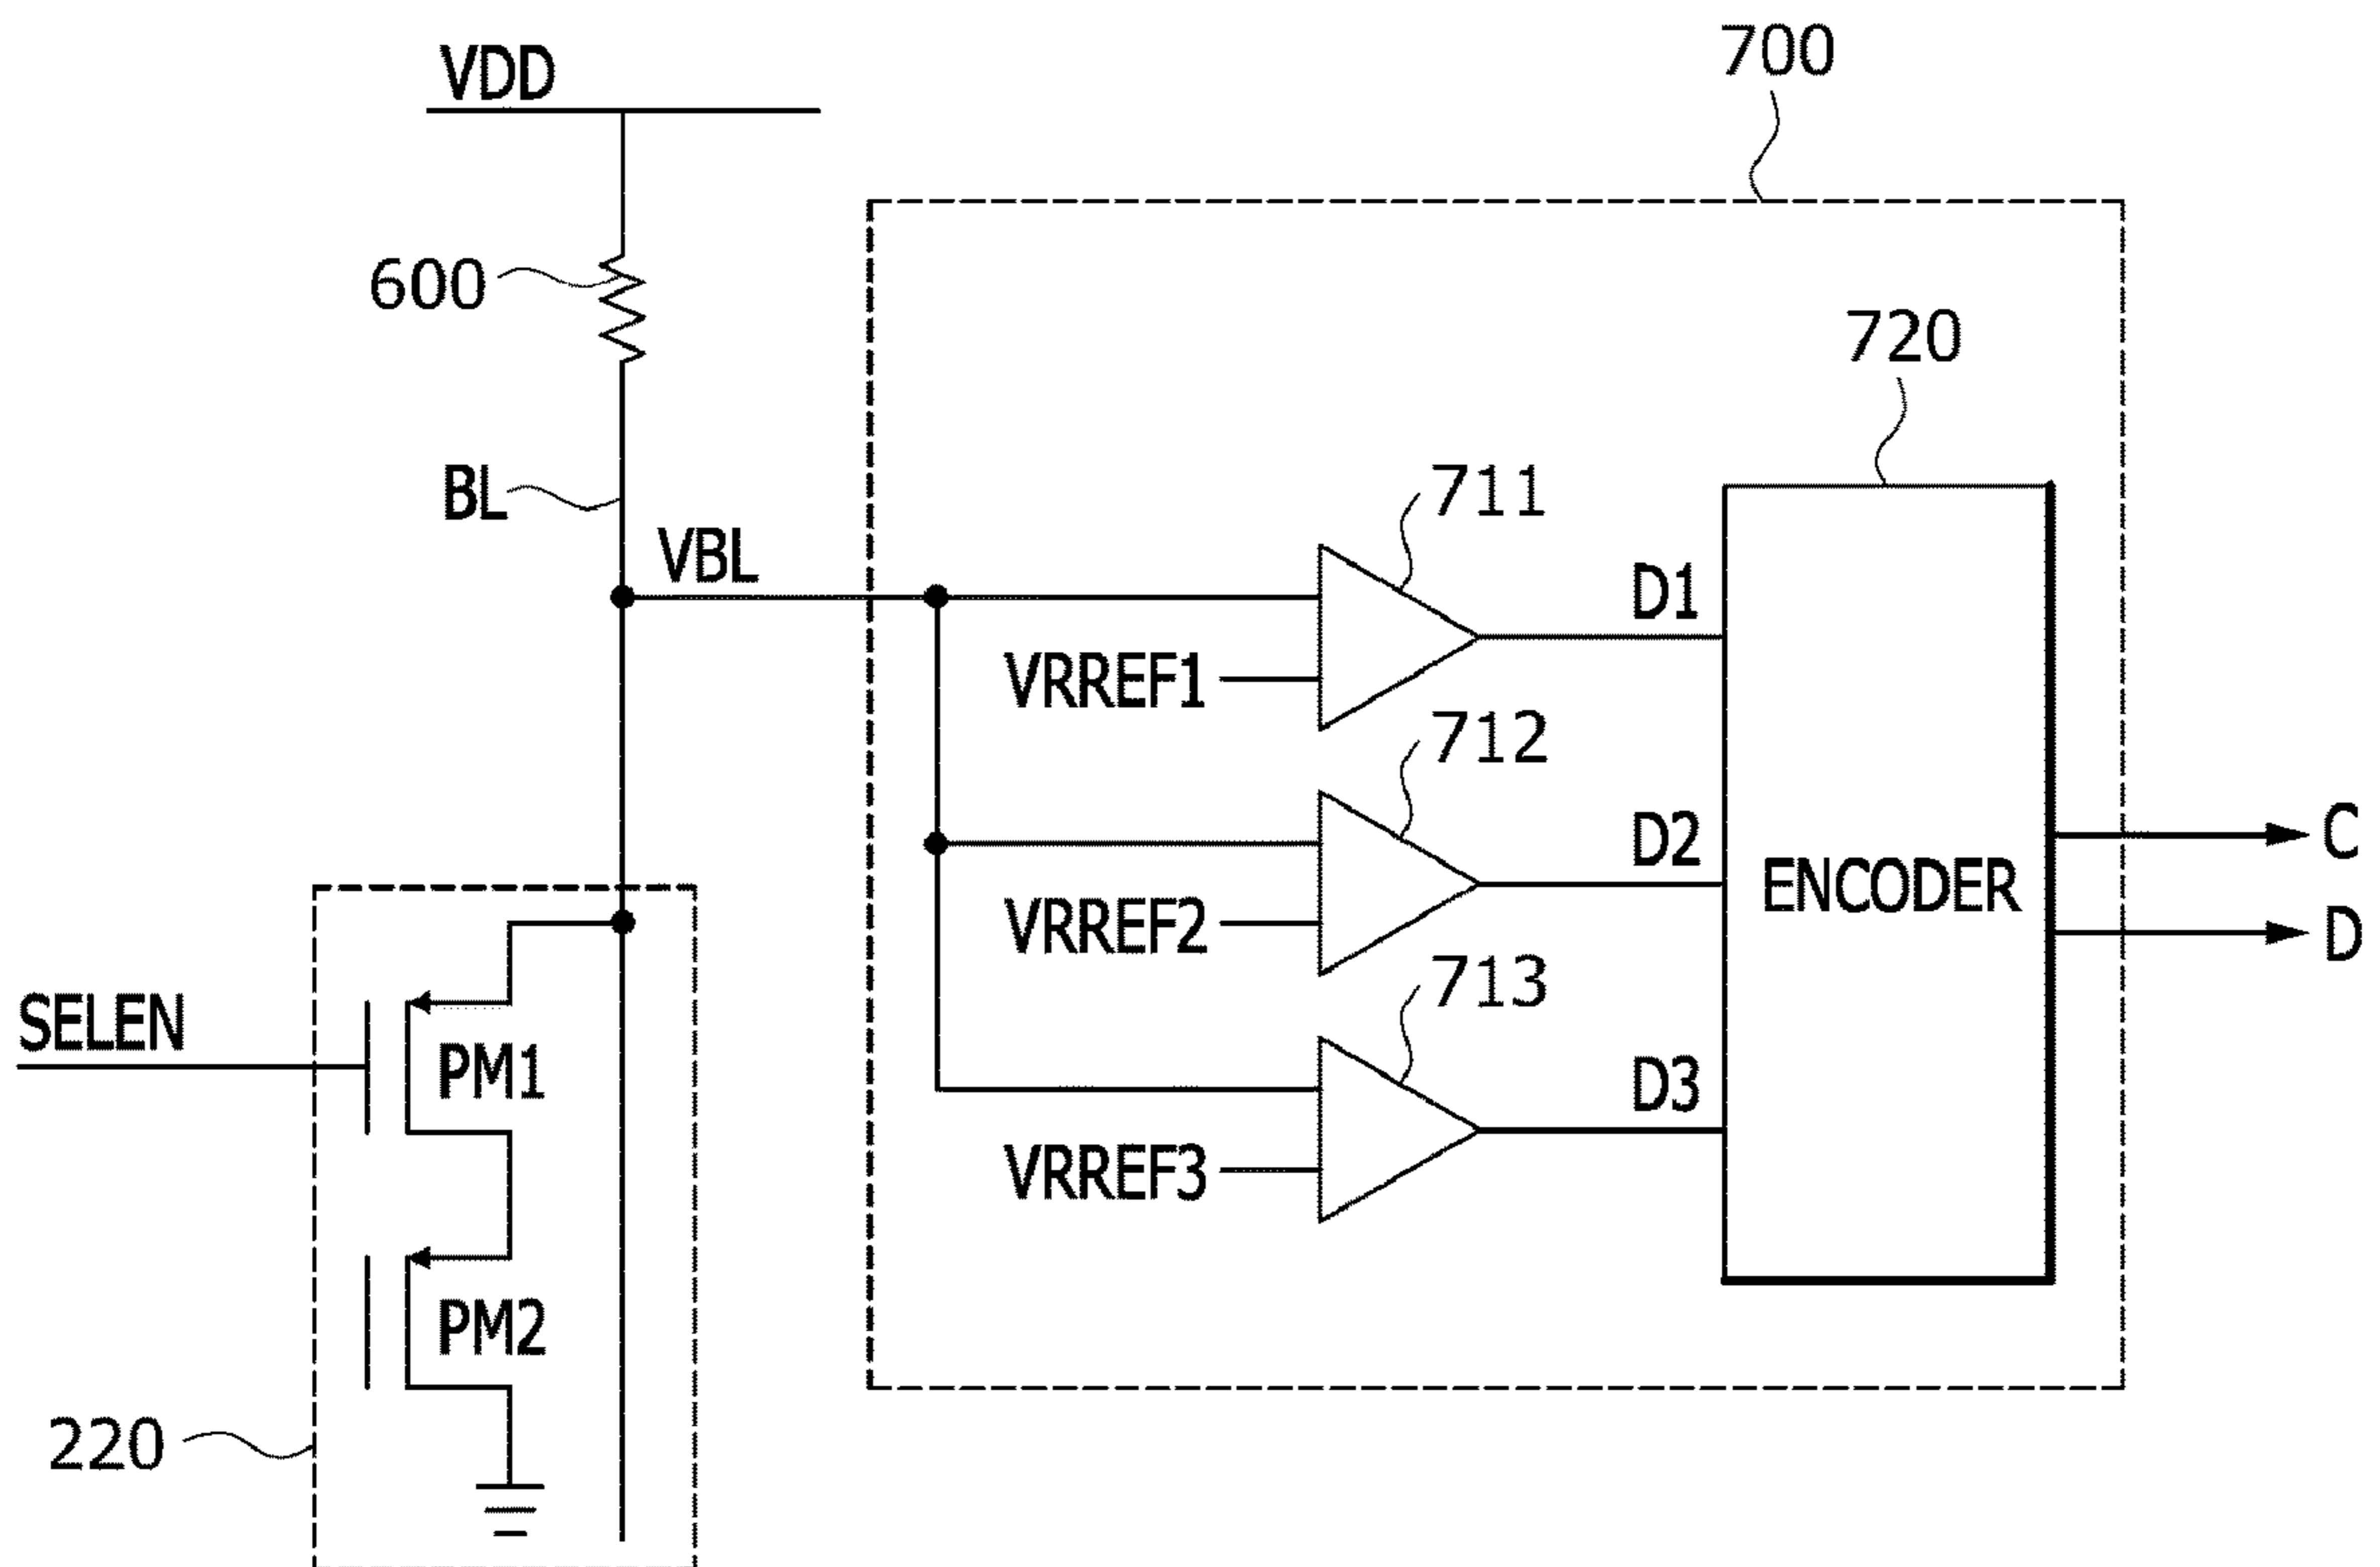 VDD
700
600
720
BL
VBL
711
D1
VRREF1
712
D2
VRREF2
ENCODER
C
D
713
SELEN
PM1
D3
VRREF3
PM2
220